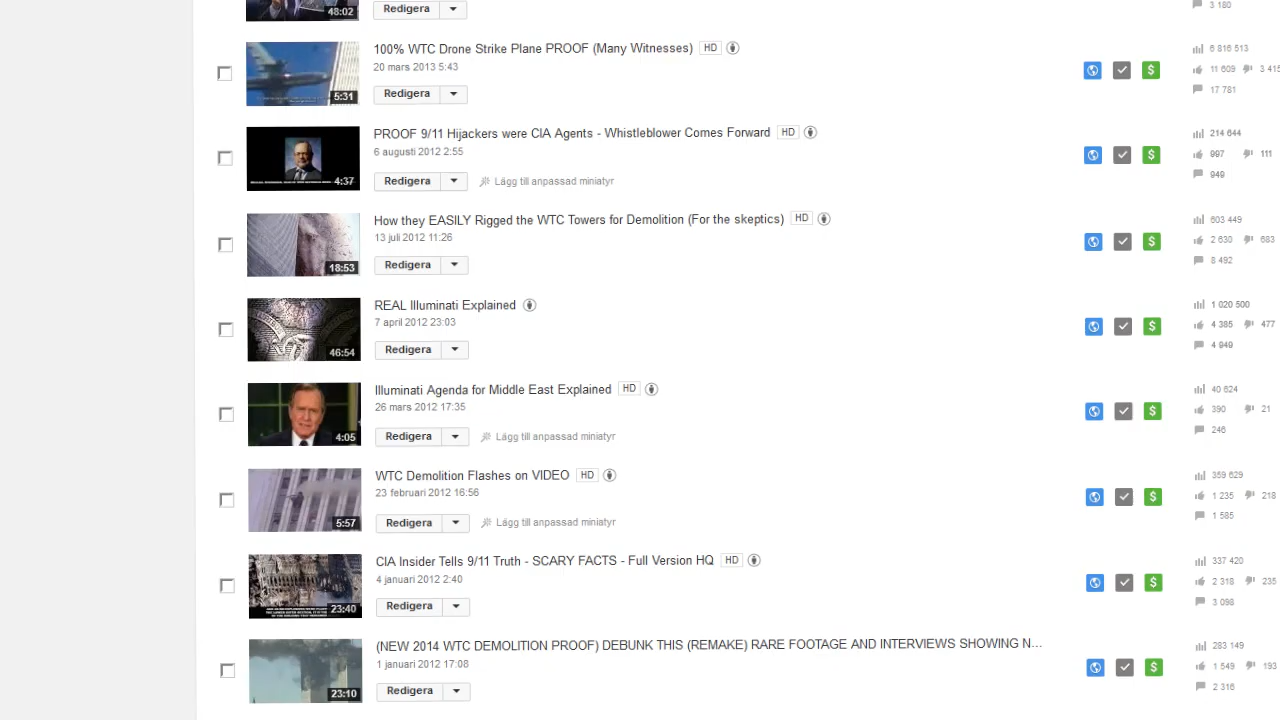 48:02
Redigera
3 180
100% WTC Drone Strike Plane PROOF (Many Witnesses) HD
6 816 513
20 mars 2013 5:43
11 609 3 415
5:31
Redigera
17 781
PROOF 9/11 Hijackers were CIA Agents - Whistleblower Comes Forward HD
214 644
6 augusti 2012 2:55
997 111
4:37
Redigera
Lägg till anpassad miniatyr
949
How they EASILY Rigged the WTC Towers for Demolition (For the skeptics) HD
603 449
13 juli 2012 11:26
2 630 683
18:53
Redigera
8 492
REAL Illuminati Explained
1 020 500
7 april 2012 23:03
4 385 477
46:54
Redigera
4 949
Illuminati Agenda for Middle East Explained HD
40 624
26 mars 2012 17:35
390 21
4:05
Redigera
Lägg till anpassad miniatyr
246
WTC Demolition Flashes on VIDEO HD
359 629
23 februari 2012 16:56
1 235 218
5:57
Redigera
Lägg till anpassad miniatyr
1 585
CIA Insider Tells 9/11 Truth - SCARY FACTS - Full Version HQ HD
337 420
4 januari 2012 2:40
2 318 235
23:40
Redigera
3 098
(NEW 2014 WTC DEMOLITION PROOF) DEBUNK THIS (REMAKE) RARE FOOTAGE AND INTERVIEWS SHOWING N...
283 149
1 januari 2012 17:08
1 549 193
23:10
Redigera
2 316